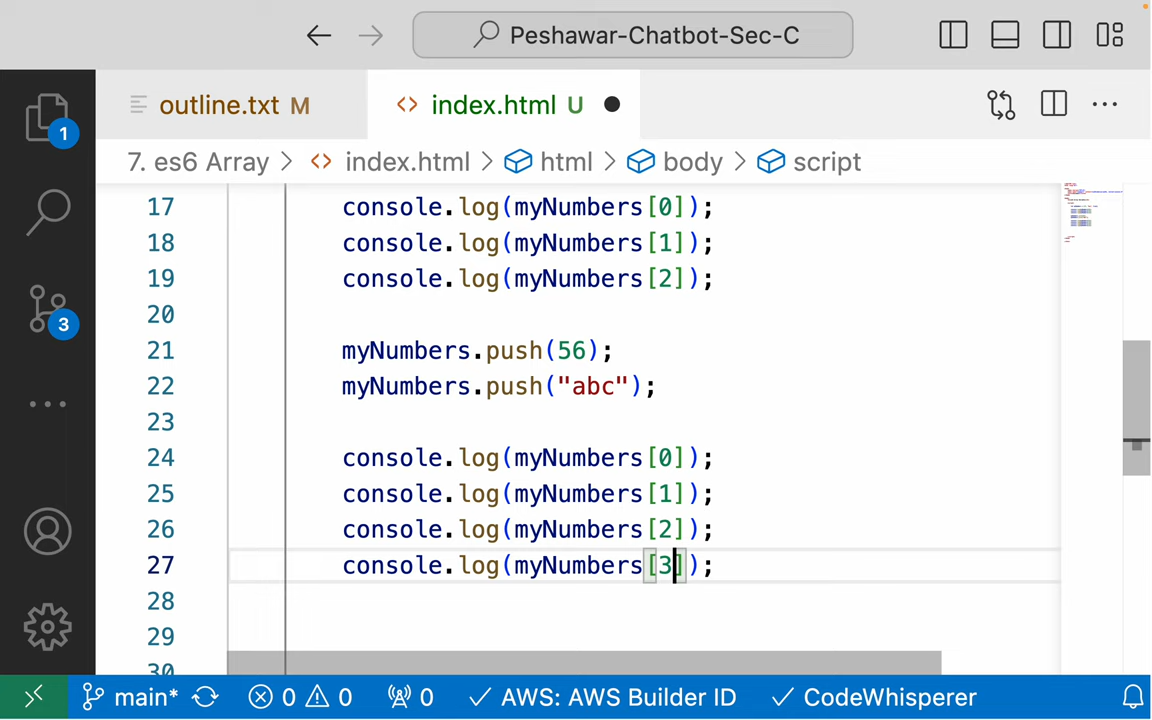 Peshawar-Chatbot-Sec-C
outline.txt M
index.html U
7. es6 Array > index.html > html > body > script
17 console.log(myNumbers[0]);
18 console.log(myNumbers[1]);
19 console.log(myNumbers[2]);
20
21 myNumbers.push(56);
22 myNumbers.push("abc");
23
24 console.log(myNumbers[0]);
25 console.log(myNumbers[1]);
26 console.log(myNumbers[2]);
27 console.log(myNumbers[3]);
28
29
30
1
3
main* 0 0 0 AWS: AWS Builder ID CodeWhisperer